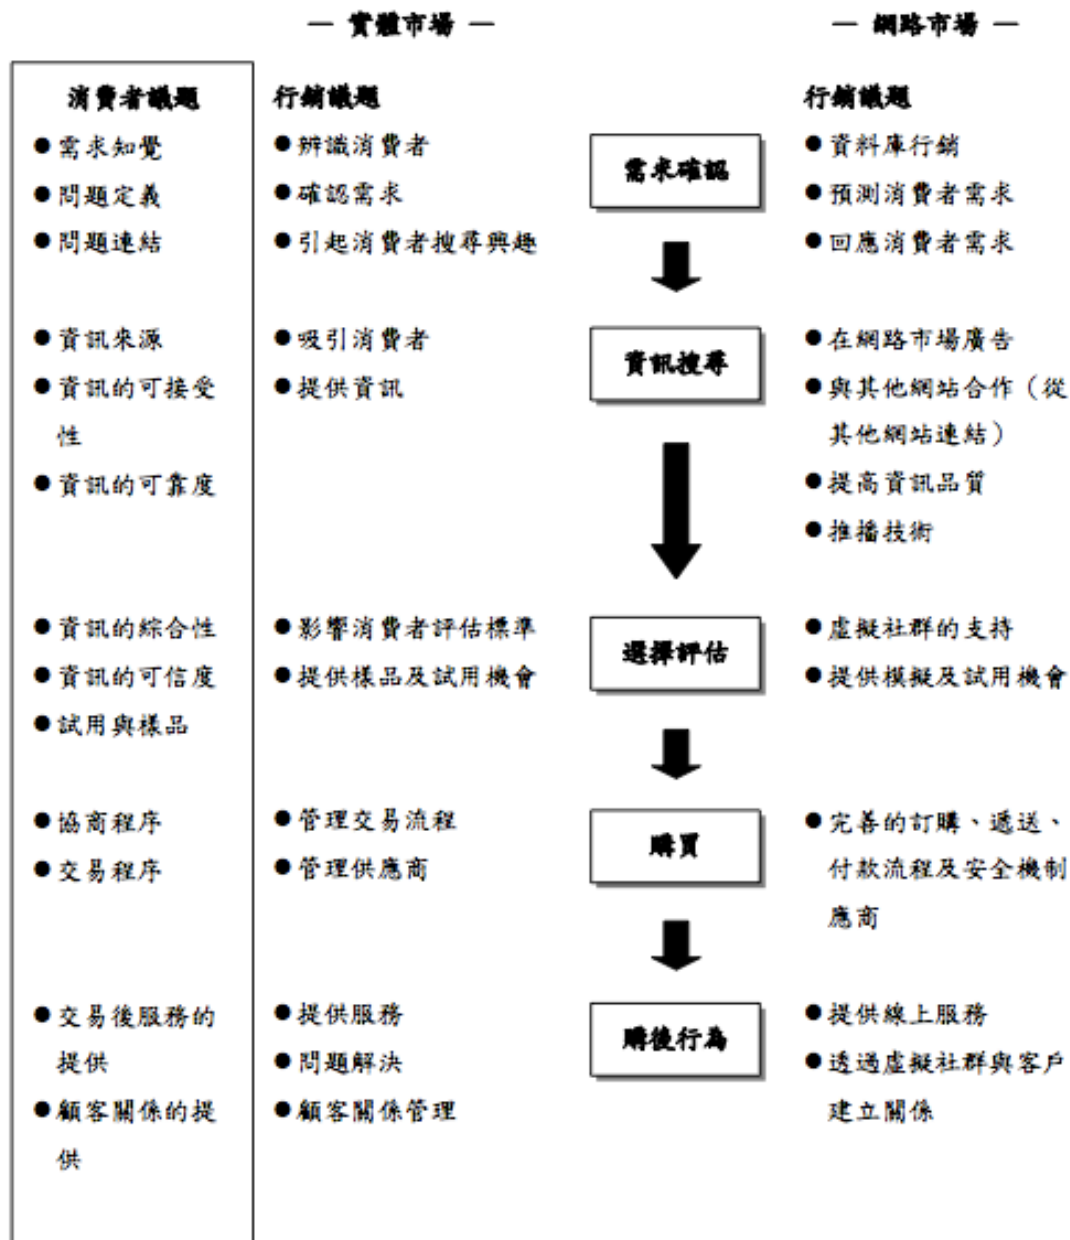 — 實體市場 —
— 網路市場 —
消費者議題
行銷議題
行銷議題
●需求知覺
●問題定義
●問題連結
●辨識消費者
●確認需求
●引起消費者搜尋興趣
需求確認
●資料庫行銷
●預測消費者需求
●回應消費者需求
●資訊來源
●資訊的可接受
性
●資訊的可靠度
●吸引消費者
●提供資訊
資訊搜尋
●在網路市場廣告
●與其他網站合作（從
其他網站連結）
●提高資訊品質
●推播技術
●資訊的綜合性
●資訊的可信度
●試用與樣品
●影響消費者評估標準
●提供樣品及試用機會
選擇評估
●虛擬社群的支持
●提供模擬及試用機會
●協商程序
●交易程序
●管理交易流程
●管理供應商
購買
●完善的訂購、遞送、
付款流程及安全機制
應商
●交易後服務的
提供
●顧客關係的提
供
●提供服務
●問題解決
●顧客關係管理
購後行為
●提供線上服務
●透過虛擬社群與客戶
建立關係